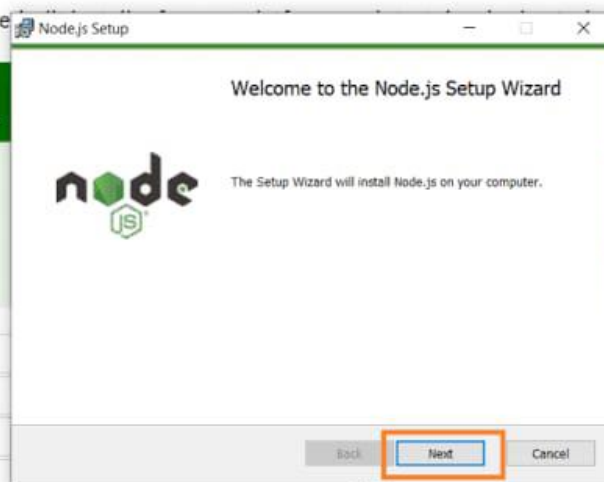 Node.js Setup
Welcome to the Node.js Setup Wizard
node
JS
The Setup Wizard will install Node.js on your computer.
Back
Next
Cancel